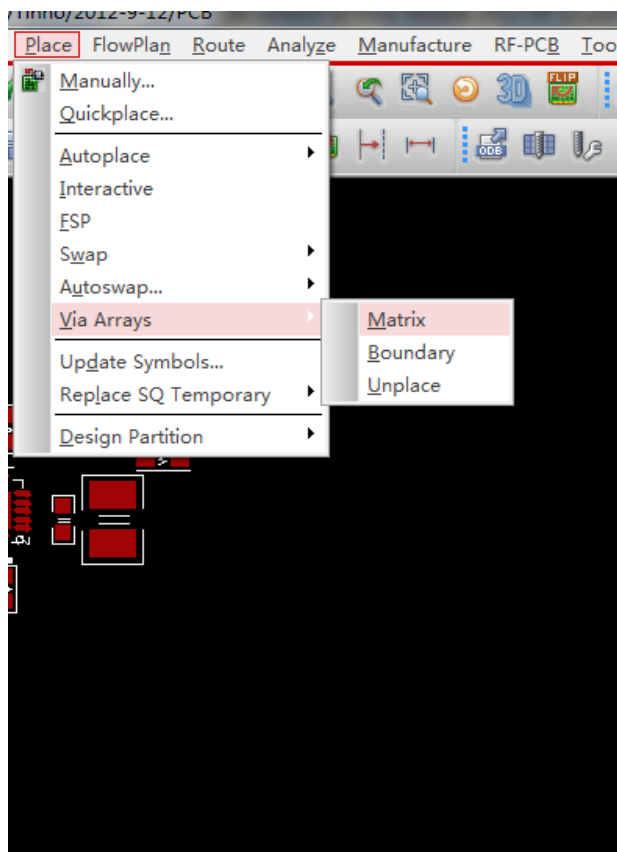 /Tinno/2012-9-12/PCB
Place FlowPlan Route Analyze Manufacture RF-PCB Too
Manually...
Quickplace...
Autoplace
Interactive
FSP
Swap
Autoswap...
Via Arrays
Matrix
Boundary
Unplace
Update Symbols...
Replace SQ Temporary
Design Partition
3D
FLIP
ODB